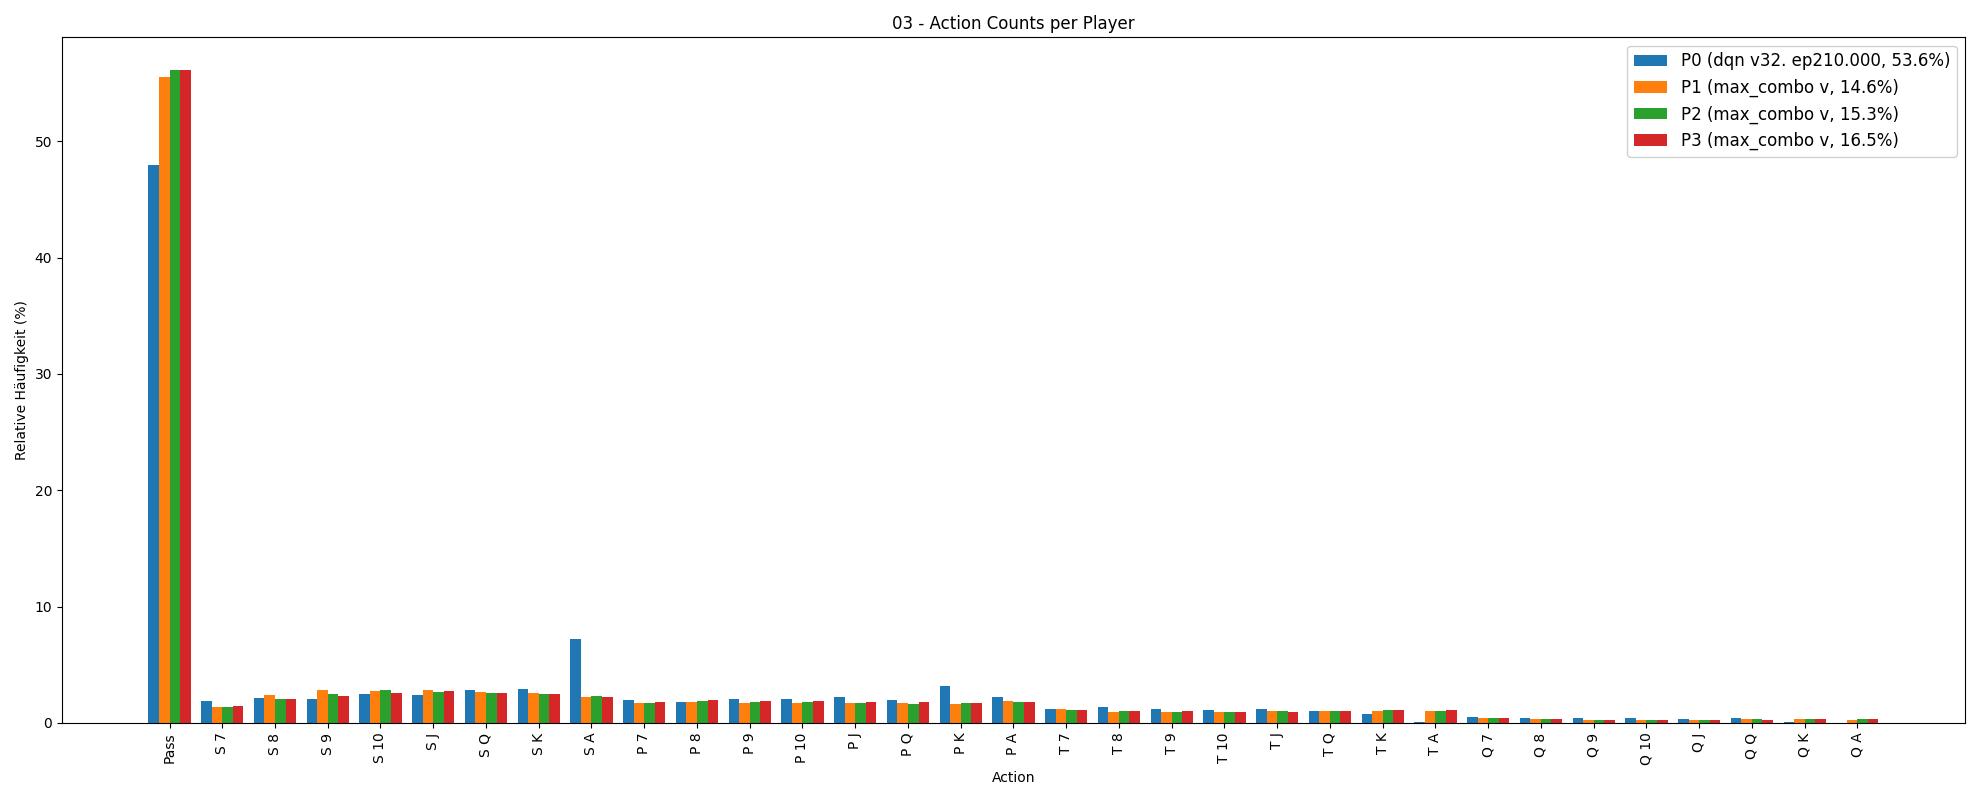 03 - Action Counts per Player
P0 (dqn v32. ep210.000, 53.6%)
P1 (max_combo v, 14.6%)
P2 (max_combo v, 15.3%)
P3 (max_combo v, 16.5%)
Relative Häufigkeit (%)
50
40
30
20
10
0
Pass
S 7
S 8
S 9
S 10
S J
S Q
S K
S A
P 7
P 8
P 9
P 10
P J
P Q
P K
P A
T 7
T 8
T 9
T 10
T J
T Q
T K
T A
Q 7
Q 8
Q 9
Q 10
Q J
Q Q
Q K
Q A
Action